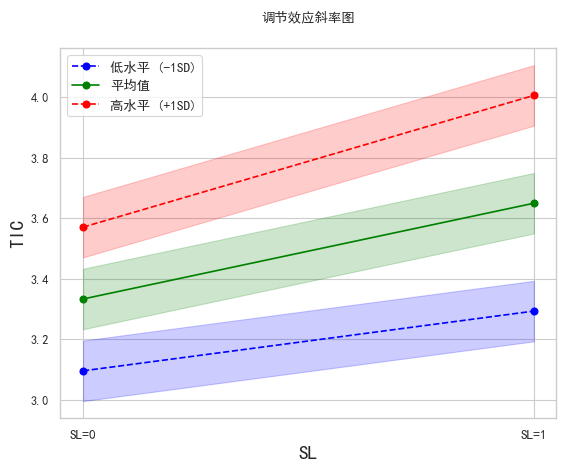 调节效应斜率图
低水平 (−1SD)
平均值
高水平 (+1SD)
TIC
4.0
3.8
3.6
3.4
3.2
3.0
SL=0
SL=1
SL